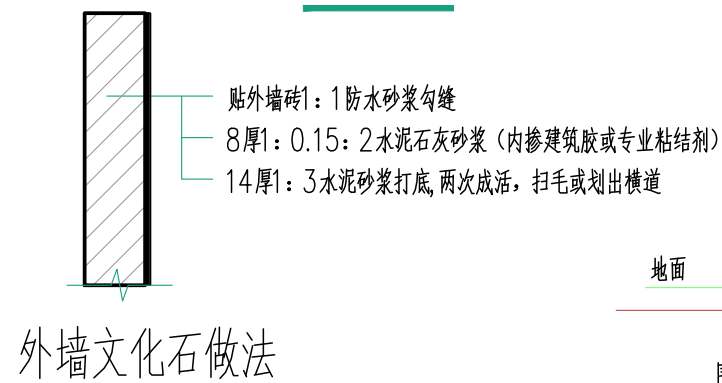 贴外墙砖1：1防水砂浆勾缝
8厚1：0.15：2水泥石灰砂浆（内掺建筑胶或专业粘结剂）
14厚1：3水泥砂浆打底,两次成活，扫毛或划出横道
地面
外墙文化石做法